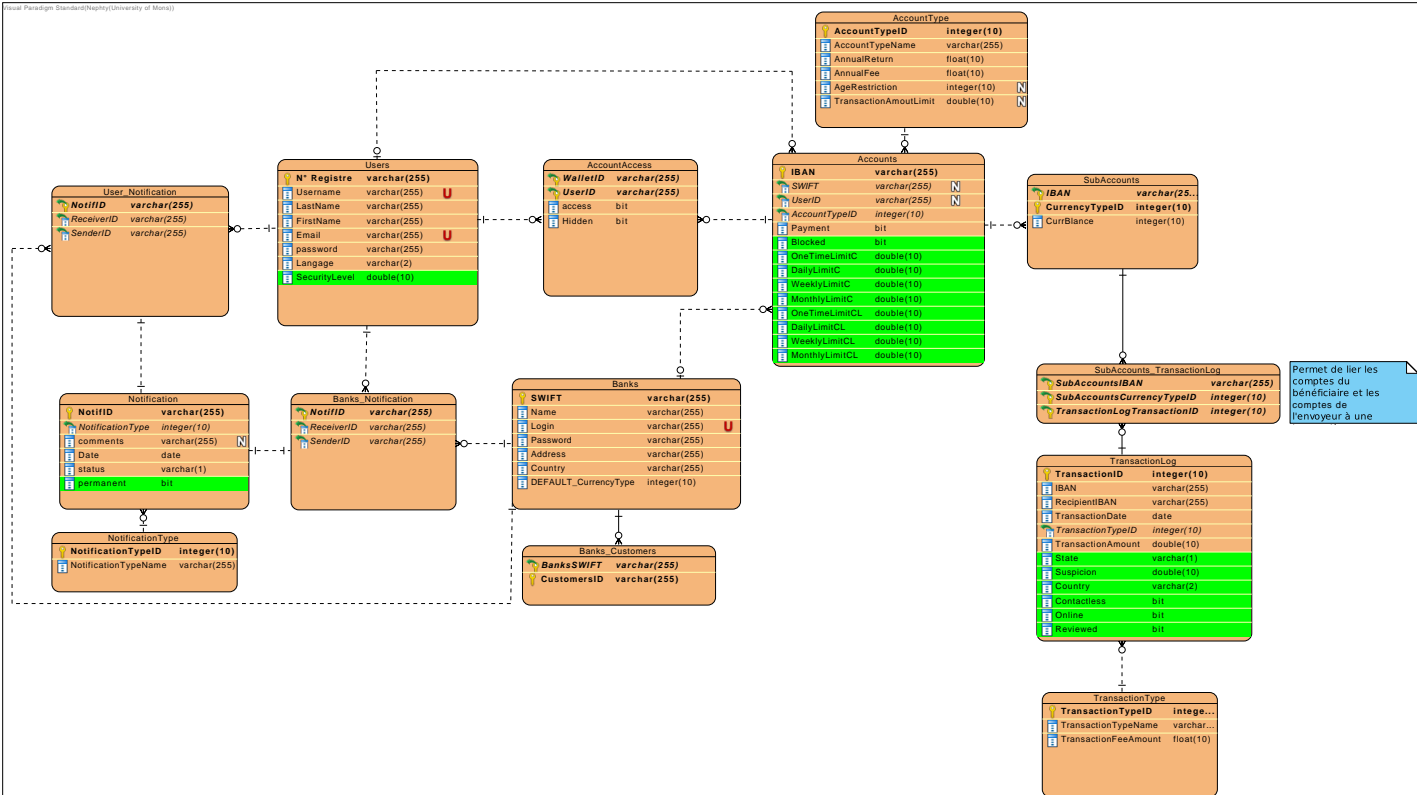 Visual Paradigm Standard(Naphty(University of Mons))
AccountType
AccountTypeID integer(10)
AccountTypeName varchar(255)
AnnualReturn float(10)
AnnualFee float(10)
AgeRestriction integer(10) N
TransactionAmoutLimit double(10) N
Users
N° Registre varchar(255)
Username varchar(255) U
LastName varchar(255)
FirstName varchar(255)
Email varchar(255) U
password varchar(255)
Langage varchar(2)
SecurityLevel double(10)
AccountAccess
WalletID varchar(255)
UserID varchar(255)
access bit
Hidden bit
Accounts
IBAN varchar(255)
SWIFT varchar(255) N
UserID varchar(255) N
AccountTypeID integer(10)
Payment bit
Blocked bit
OneTimeLimitC double(10)
DailyLimitC double(10)
WeeklyLimitC double(10)
MonthlyLimitC double(10)
OneTimeLimitCL double(10)
DailyLimitCL double(10)
WeeklyLimitCL double(10)
MonthlyLimitCL double(10)
SubAccounts
IBAN varchar(25...
CurrencyTypeID integer(10)
CurrBlance integer(10)
User_Notification
NotifID varchar(255)
ReceiverID varchar(255)
SenderID varchar(255)
SubAccounts_TransactionLog
SubAccountsIBAN varchar(255)
SubAccountsCurrencyTypeID integer(10)
TransactionLogTransactionID integer(10)
Permet de lier les
comptes du
bénéficiaire et les
comptes de
l'envoyeur à une
Notification
NotifID varchar(255)
NotificationType integer(10)
comments varchar(255) N
Date date
status varchar(1)
permanent bit
Banks_Notification
NotifID varchar(255)
ReceiverID varchar(255)
SenderID varchar(255)
Banks
SWIFT varchar(255)
Name varchar(255)
Login varchar(255) U
Password varchar(255)
Address varchar(255)
Country varchar(255)
DEFAULT_CurrencyType integer(10)
TransactionLog
TransactionID integer(10)
IBAN varchar(255)
RecipientIBAN varchar(255)
TransactionDate date
TransactionTypeID integer(10)
TransactionAmount double(10)
State varchar(1)
Suspicion double(10)
Country varchar(2)
Contactless bit
Online bit
Reviewed bit
NotificationType
NotificationTypeID integer(10)
NotificationTypeName varchar(255)
Banks_Customers
BanksSWIFT varchar(255)
CustomersID varchar(255)
TransactionType
TransactionTypeID intege...
TransactionTypeName varchar...
TransactionFeeAmount float(10)